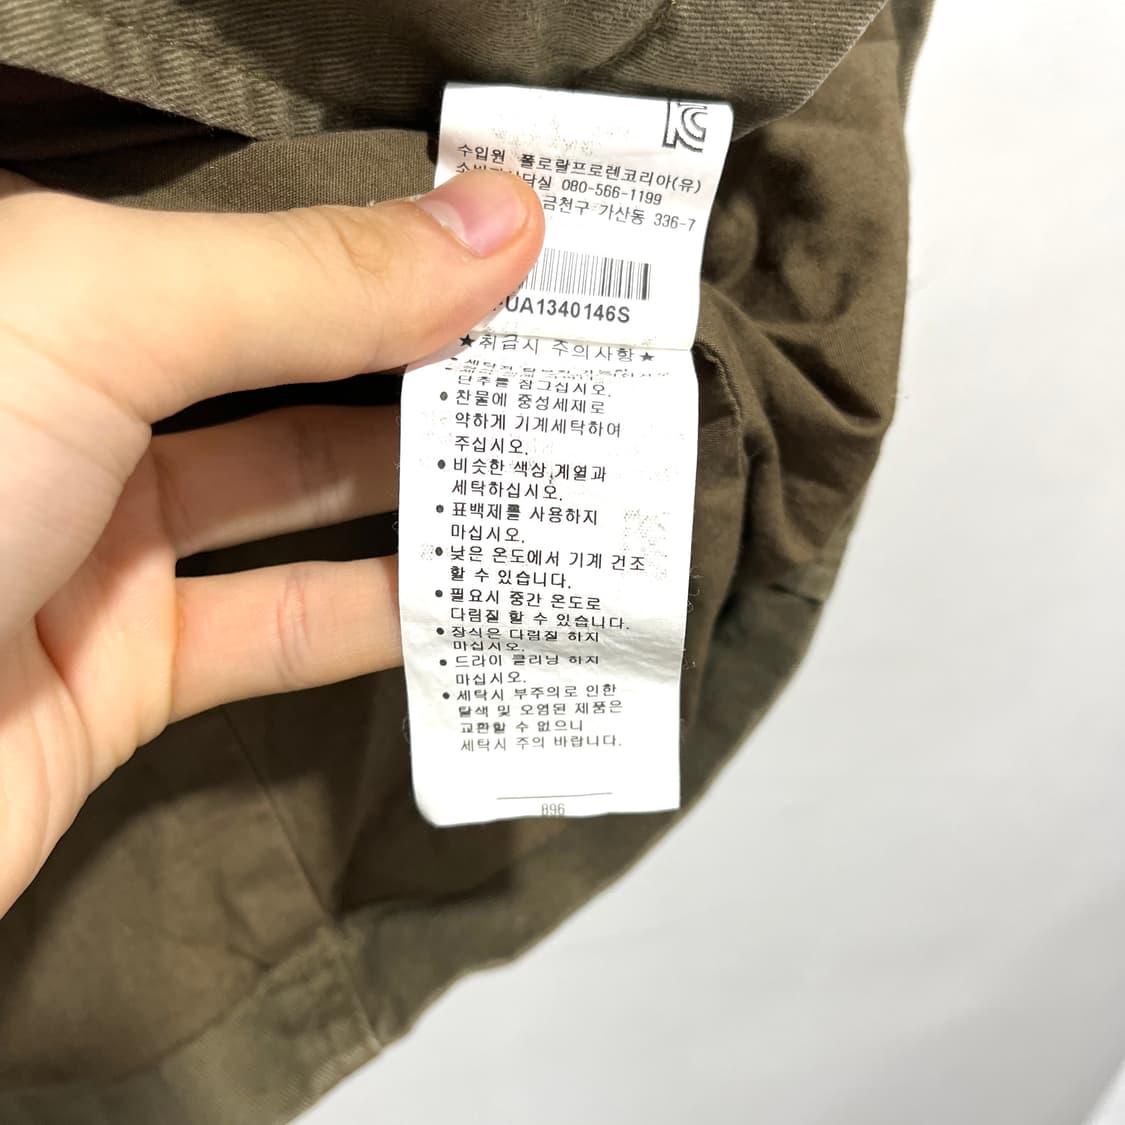 수입원 폴로랄프로렌코리아(유)
080-566-1199
금천구 가산동 336-7
UA1340146S
★취급시 주의사항★
단추를 잠그십시오.
● 찬물에 중성세제로
약하게 기계세탁하여
주십시오.
● 비슷한 색상 계열과
세탁하십시오.
● 표백제를 사용하지
마십시오.
● 낮은 온도에서 기계 건조
할 수 있습니다.
● 필요시 중간 온도로
다림질 할 수 있습니다.
● 장식은 다림질 하지
마십시오.
● 드라이 클리닝 하지
마십시오.
● 세탁시 부주의로 인한
탈색 및 오염된 제품은
교환할 수 없으니
세탁시 주의 바랍니다.
896